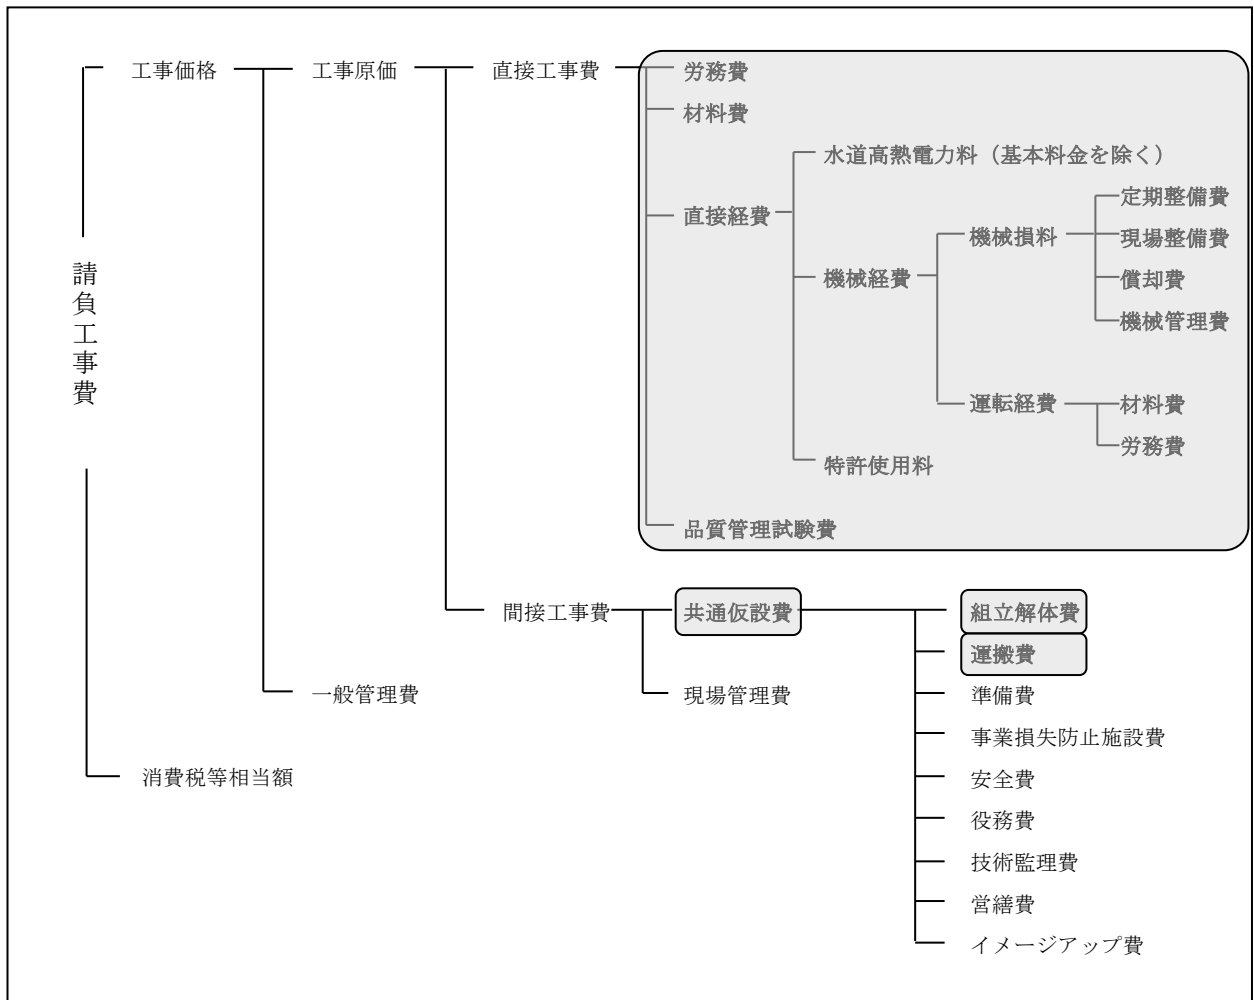 工事価格
工事原価
直接工事費
労務費
材料費
水道高熱電力料（基本料金を除く）
定期整備費
直接経費
機械損料
現場整備費
請負工事費
機械経費
償却費
機械管理費
運転経費
材料費
労務費
特許使用料
品質管理試験費
間接工事費
共通仮設費
組立解体費
運搬費
一般管理費
現場管理費
準備費
事業損失防止施設費
消費税等相当額
安全費
役務費
技術監理費
営繕費
イメージアップ費